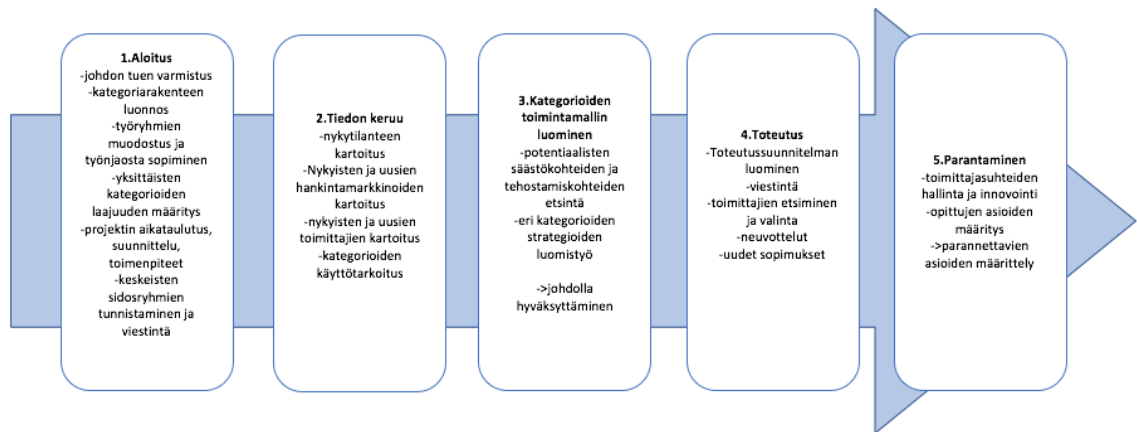 1.Aloitus
-johdon tuen varmistus
-kategoriarakenteen
luonnos
-työryhmien
muodostus ja
työnjaosta sopiminen
-yksittäisten
kategorioiden
laajuuden määritys
-projektin aikataulutus,
suunnittelu,
toimenpiteet
-keskeisten
sidosryhmien
tunnistaminen ja
viestintä
2.Tiedon keruu
-nykytilanteen
kartoitus
-Nykyisten ja uusien
hankintamarkkinoiden
kartoitus
-nykyisten ja uusien
toimittajien kartoitus
-kategorioiden
käyttötarkoitus
3.Kategorioiden
toimintamallin
luominen
-potentiaalisten
säästökohteiden ja
tehostamiskohteiden
etsintä
-eri kategorioiden
strategioiden
luomistyö
->johdolla
hyväksyttäminen
4.Toteutus
-Toteutussuunnitelman
luominen
-viestintä
-toimittajien etsiminen
ja valinta
-neuvottelut
-uudet sopimukset
5.Parantaminen
-toimittajasuhteiden
hallinta ja innovointi
-opittujen asioiden
määritys
->parannettavien
asioiden määrittely